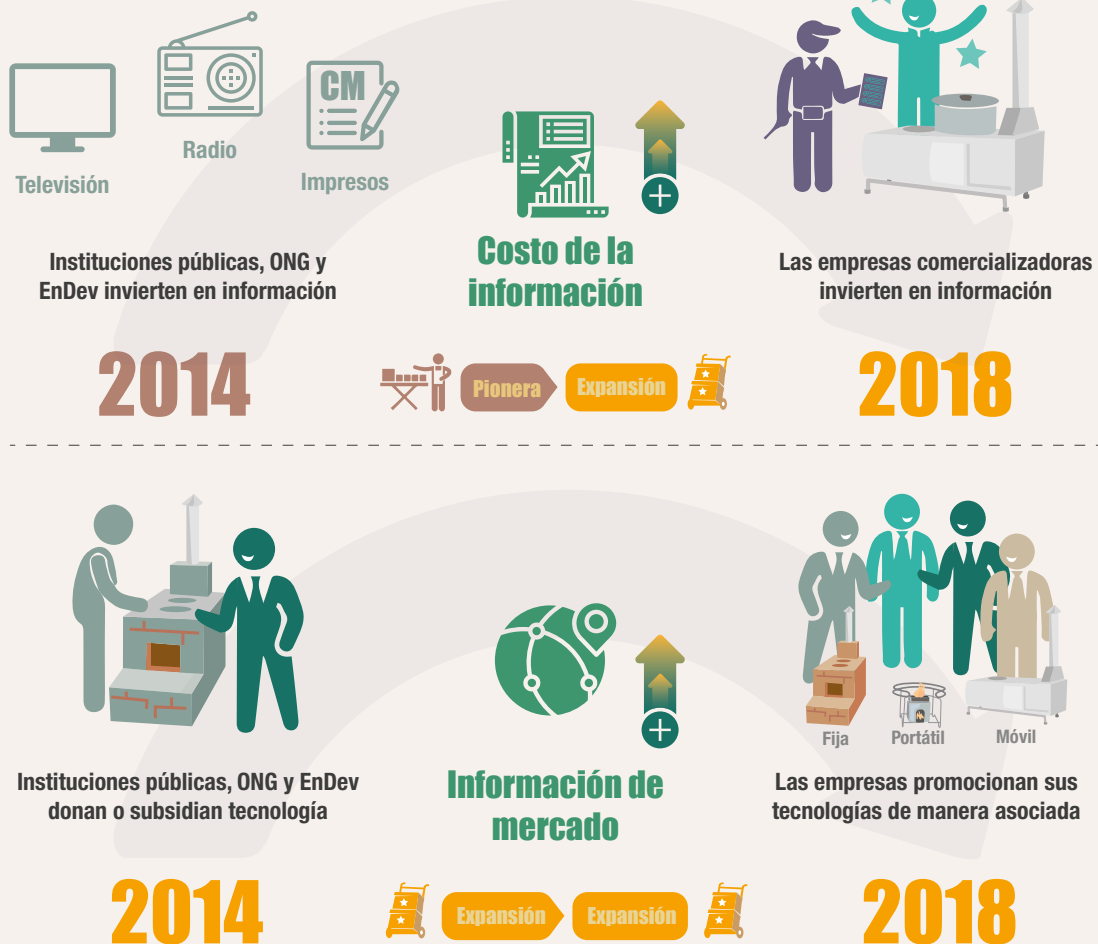 CM
Radio
Televisión
Impresos
Instituciones públicas, ONG y
EnDev invierten en información
Costo de la
información
Las empresas comercializadoras
invierten en información
2014
Pionera
Expansión
2018
Fija
Portátil
Móvil
Instituciones públicas, ONG y EnDev
donan o subsidian tecnología
Información de
mercado
Las empresas promocionan sus
tecnologías de manera asociada
2014
Expansión
Expansión
2018